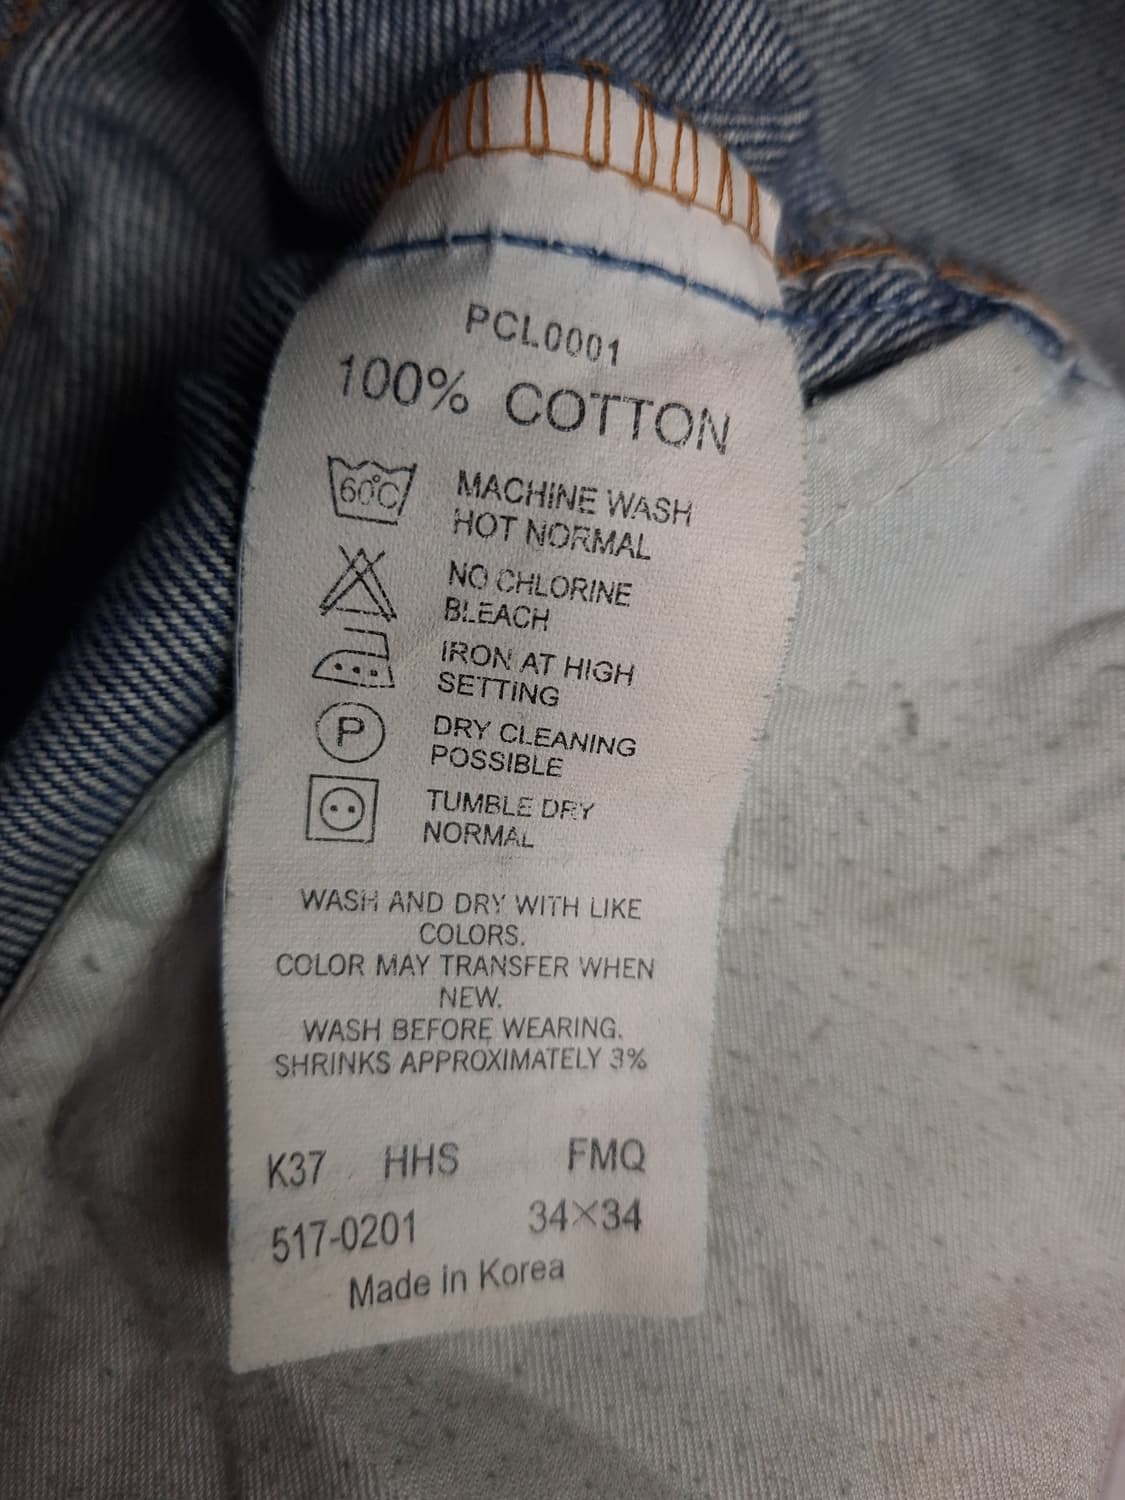 PCL0001
100% COTTON
60°C
MACHINE WASH
HOT NORMAL
NO CHLORINE
BLEACH
IRON AT HIGH
SETTING
P
DRY CLEANING
POSSIBLE
TUMBLE DRY
NORMAL
WASH AND DRY WITH LIKE
COLORS.
COLOR MAY TRANSFER WHEN
NEW.
WASH BEFORE WEARING.
SHRINKS APPROXIMATELY 3%
K37 HHS FMQ
517-0201 34×34
Made in Korea